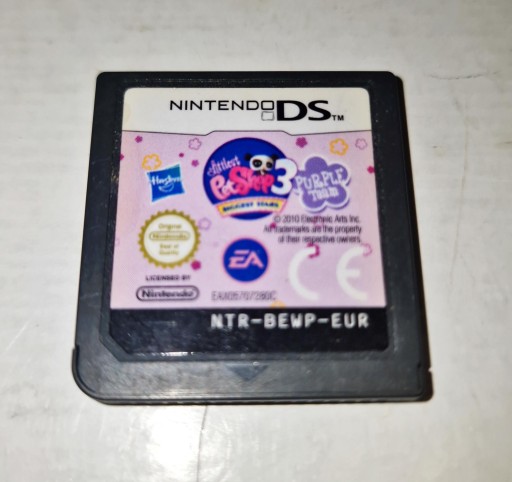 NINTENDO DS TM
Hasbro
Littlest
PetShop 3
BIGGEST STARS
PURPLE
TEAM
© 2010 Electronic Arts Inc.
All trademarks are the property
of their respective owners.
Original
Nintendo
Seal of
Quality
EA
CE
LICENSED BY
Nintendo
NTR-BEWP-EUR